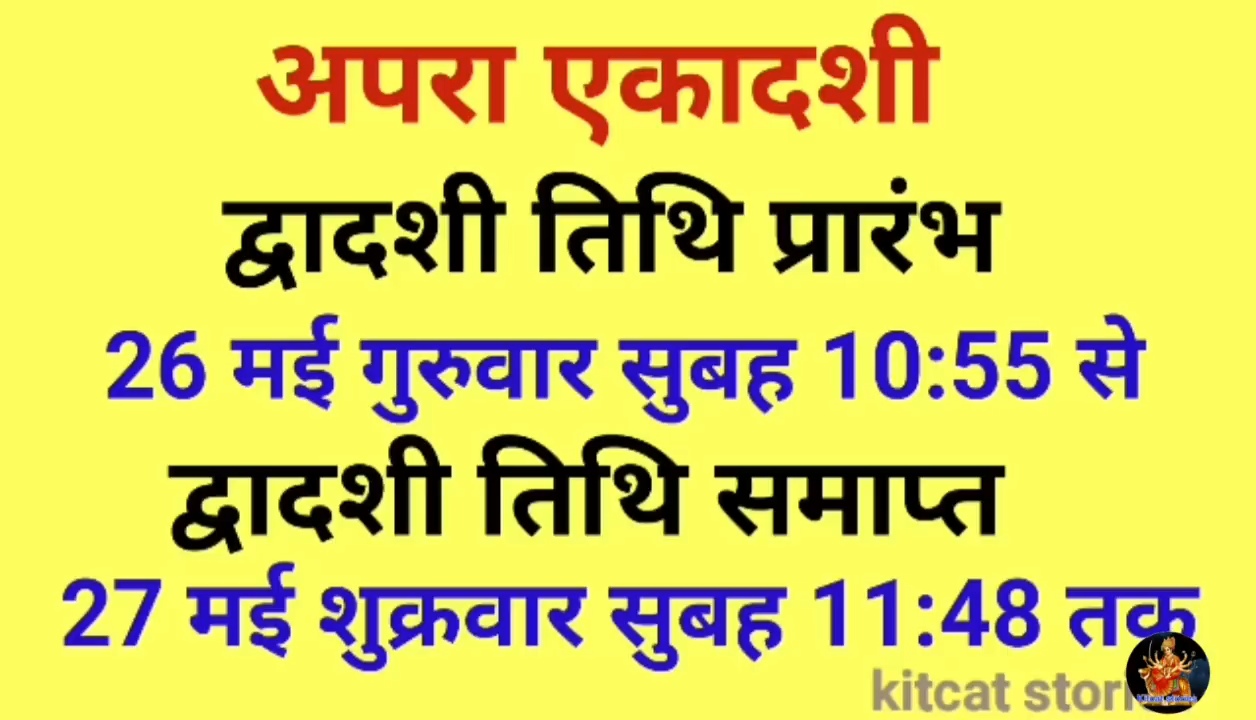 अपरा एकादशी
द्वादशी तिथि प्रारंभ
26 मई गुरुवार सुबह 10:55 से
द्वादशी तिथि समाप्त
27 मई शुक्रवार सुबह 11:48 तक
kitcat